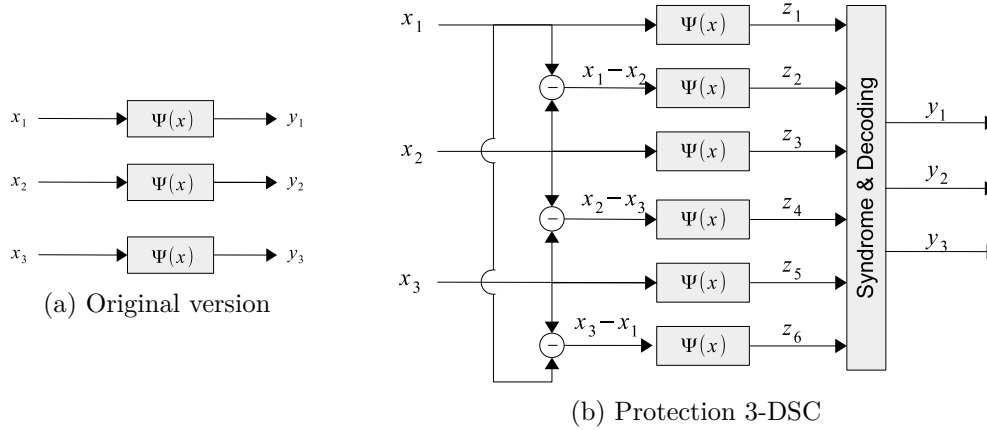 x₁ Ψ(x) y₁
x₂ Ψ(x) y₂
x₃ Ψ(x) y₃
(a) Original version
x₁ Ψ(x) z₁
− x₁−x₂ Ψ(x) z₂
x₂ Ψ(x) z₃
− x₂−x₃ Ψ(x) z₄
x₃ Ψ(x) z₅
− x₃−x₁ Ψ(x) z₆
Syndrome & Decoding
y₁
y₂
y₃
(b) Protection 3-DSC